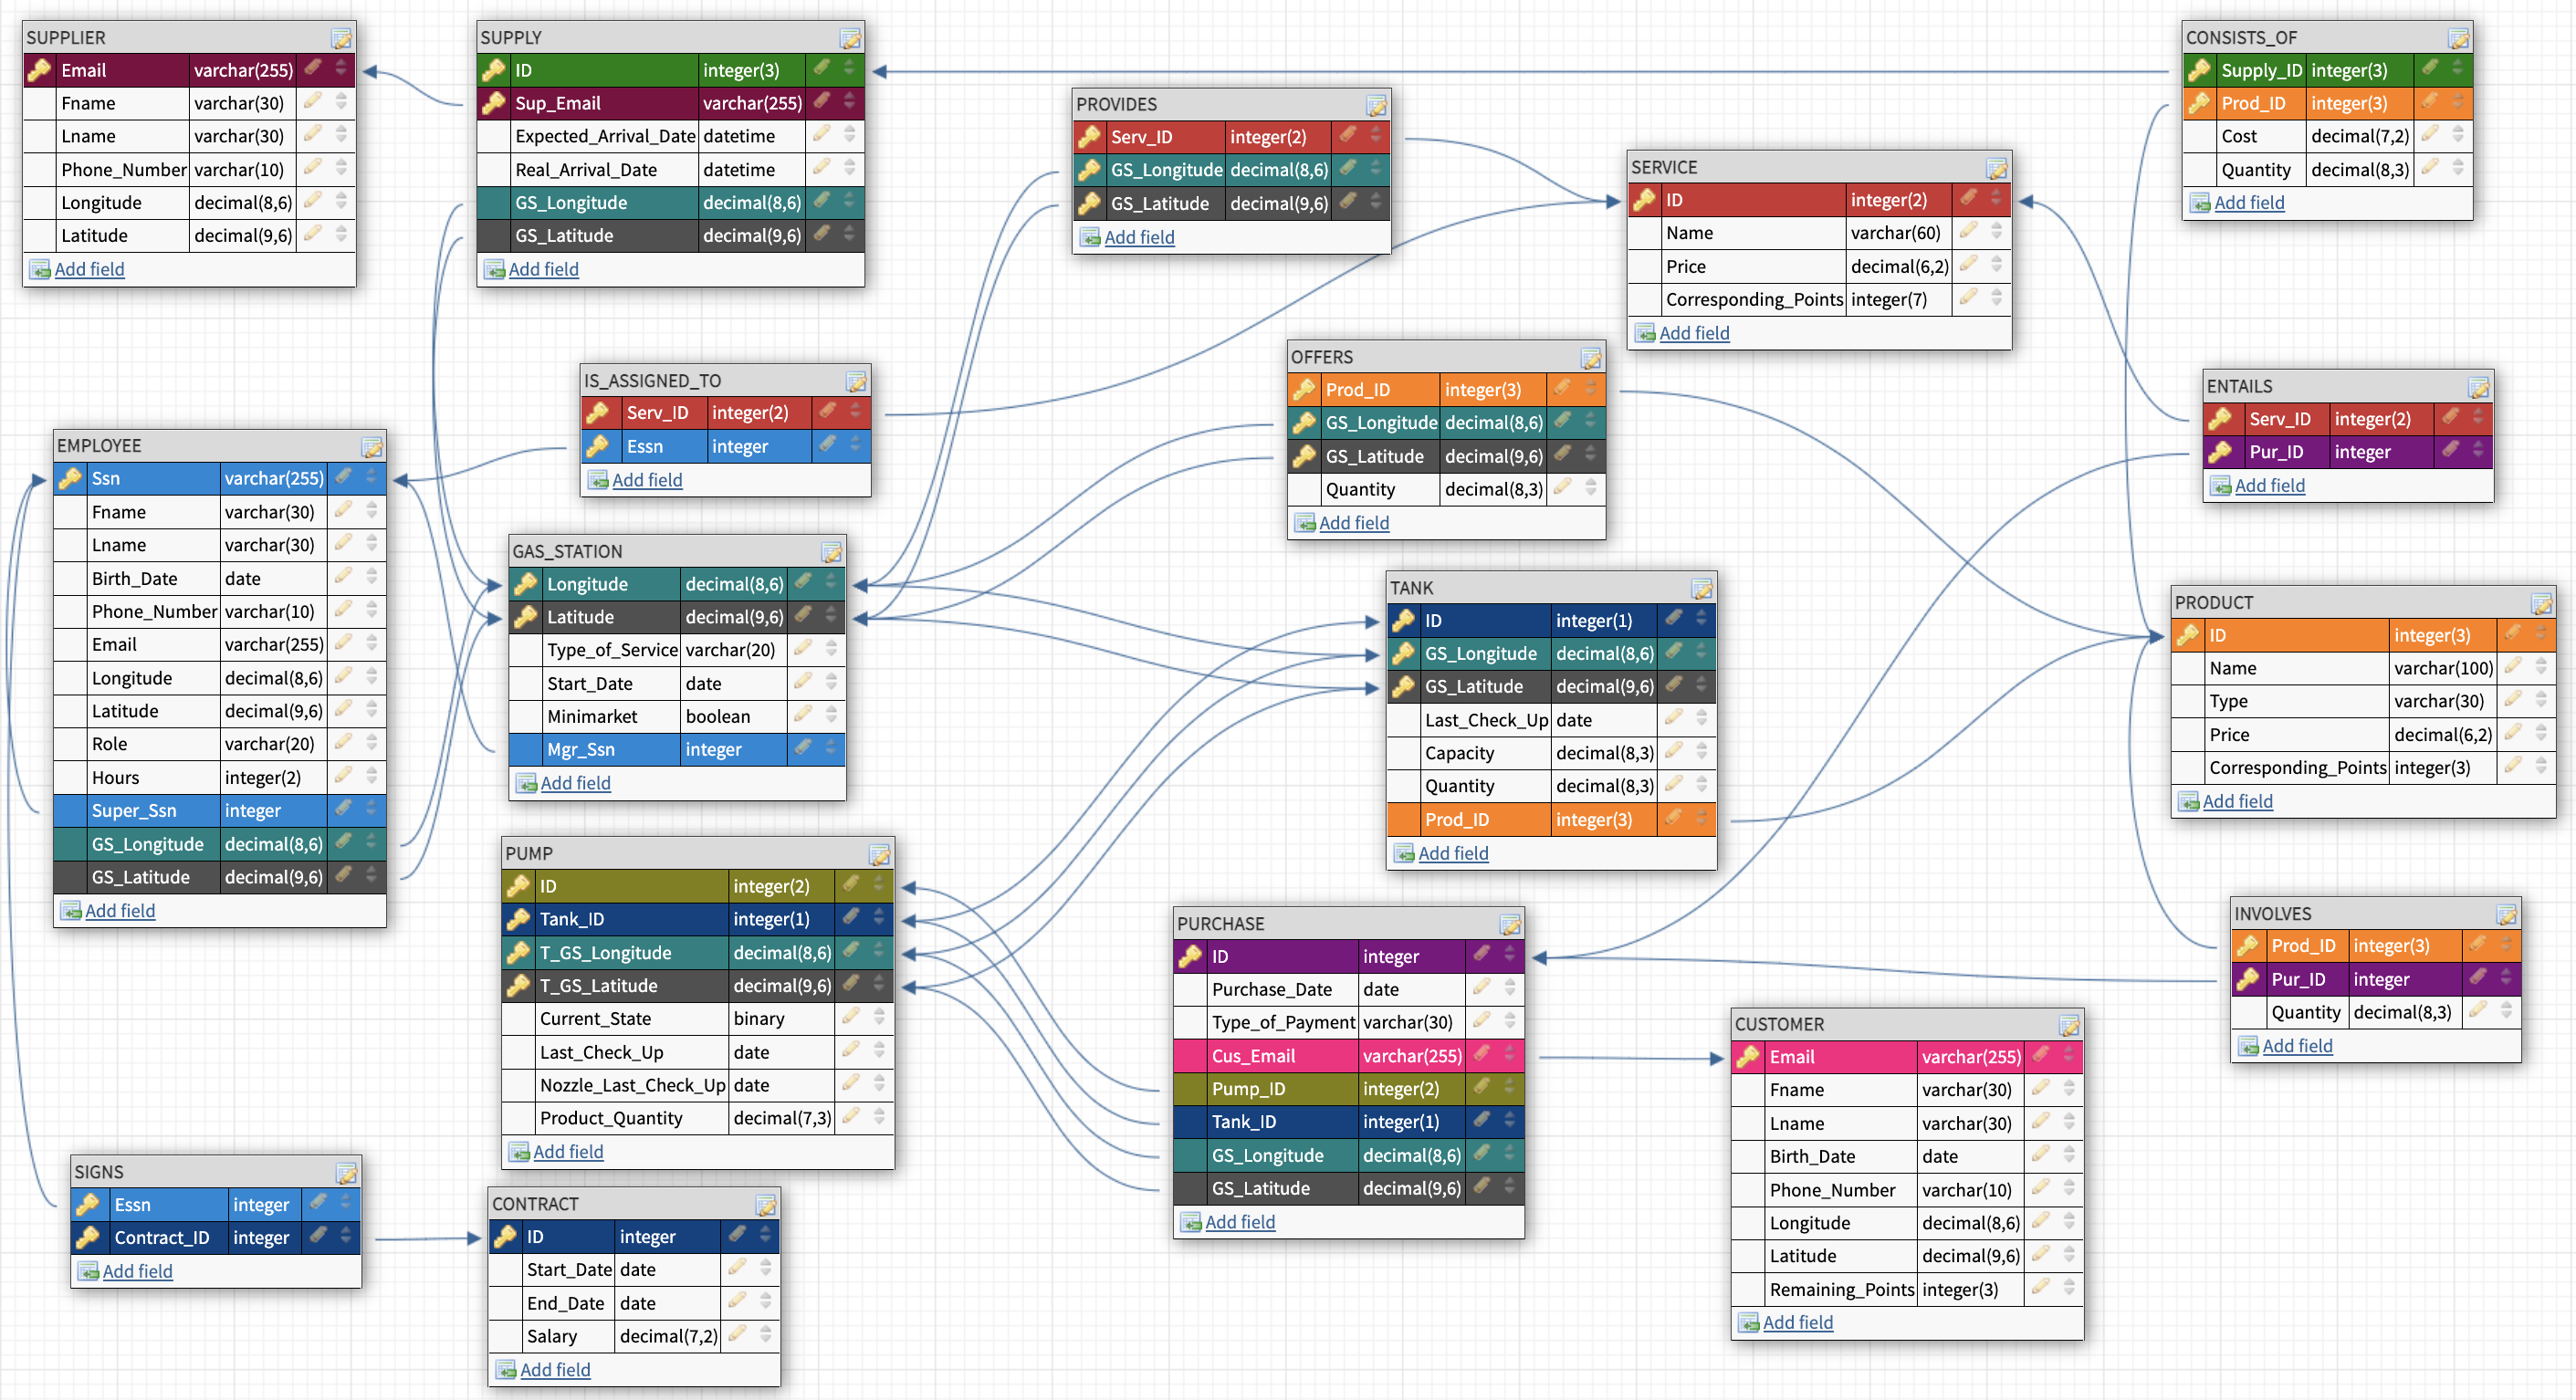 SUPPLIER
Email varchar(255)
Fname varchar(30)
Lname varchar(30)
Phone_Number varchar(10)
Longitude decimal(8,6)
Latitude decimal(9,6)
Add field
SUPPLY
ID integer(3)
Sup_Email varchar(255)
Expected_Arrival_Date datetime
Real_Arrival_Date datetime
GS_Longitude decimal(8,6)
GS_Latitude decimal(9,6)
Add field
PROVIDES
Serv_ID integer(2)
GS_Longitude decimal(8,6)
GS_Latitude decimal(9,6)
Add field
SERVICE
ID integer(2)
Name varchar(60)
Price decimal(6,2)
Corresponding_Points integer(7)
Add field
CONSISTS_OF
Supply_ID integer(3)
Prod_ID integer(3)
Cost decimal(7,2)
Quantity decimal(8,3)
Add field
IS_ASSIGNED_TO
Serv_ID integer(2)
Essn integer
Add field
OFFERS
Prod_ID integer(3)
GS_Longitude decimal(8,6)
GS_Latitude decimal(9,6)
Quantity decimal(8,3)
Add field
ENTAILS
Serv_ID integer(2)
Pur_ID integer
Add field
EMPLOYEE
Ssn varchar(255)
Fname varchar(30)
Lname varchar(30)
Birth_Date date
Phone_Number varchar(10)
Email varchar(255)
Longitude decimal(8,6)
Latitude decimal(9,6)
Role varchar(20)
Hours integer(2)
Super_Ssn integer
GS_Longitude decimal(8,6)
GS_Latitude decimal(9,6)
Add field
GAS_STATION
Longitude decimal(8,6)
Latitude decimal(9,6)
Type_of_Service varchar(20)
Start_Date date
Minimarket boolean
Mgr_Ssn integer
Add field
TANK
ID integer(1)
GS_Longitude decimal(8,6)
GS_Latitude decimal(9,6)
Last_Check_Up date
Capacity decimal(8,3)
Quantity decimal(8,3)
Prod_ID integer(3)
Add field
PRODUCT
ID integer(3)
Name varchar(100)
Type varchar(30)
Price decimal(6,2)
Corresponding_Points integer(3)
Add field
PUMP
ID integer(2)
Tank_ID integer(1)
T_GS_Longitude decimal(8,6)
T_GS_Latitude decimal(9,6)
Current_State binary
Last_Check_Up date
Nozzle_Last_Check_Up date
Product_Quantity decimal(7,3)
Add field
PURCHASE
ID integer
Purchase_Date date
Type_of_Payment varchar(30)
Cus_Email varchar(255)
Pump_ID integer(2)
Tank_ID integer(1)
GS_Longitude decimal(8,6)
GS_Latitude decimal(9,6)
Add field
INVOLVES
Prod_ID integer(3)
Pur_ID integer
Quantity decimal(8,3)
Add field
CUSTOMER
Email varchar(255)
Fname varchar(30)
Lname varchar(30)
Birth_Date date
Phone_Number varchar(10)
Longitude decimal(8,6)
Latitude decimal(9,6)
Remaining_Points integer(3)
Add field
SIGNS
Essn integer
Contract_ID integer
Add field
CONTRACT
ID integer
Start_Date date
End_Date date
Salary decimal(7,2)
Add field